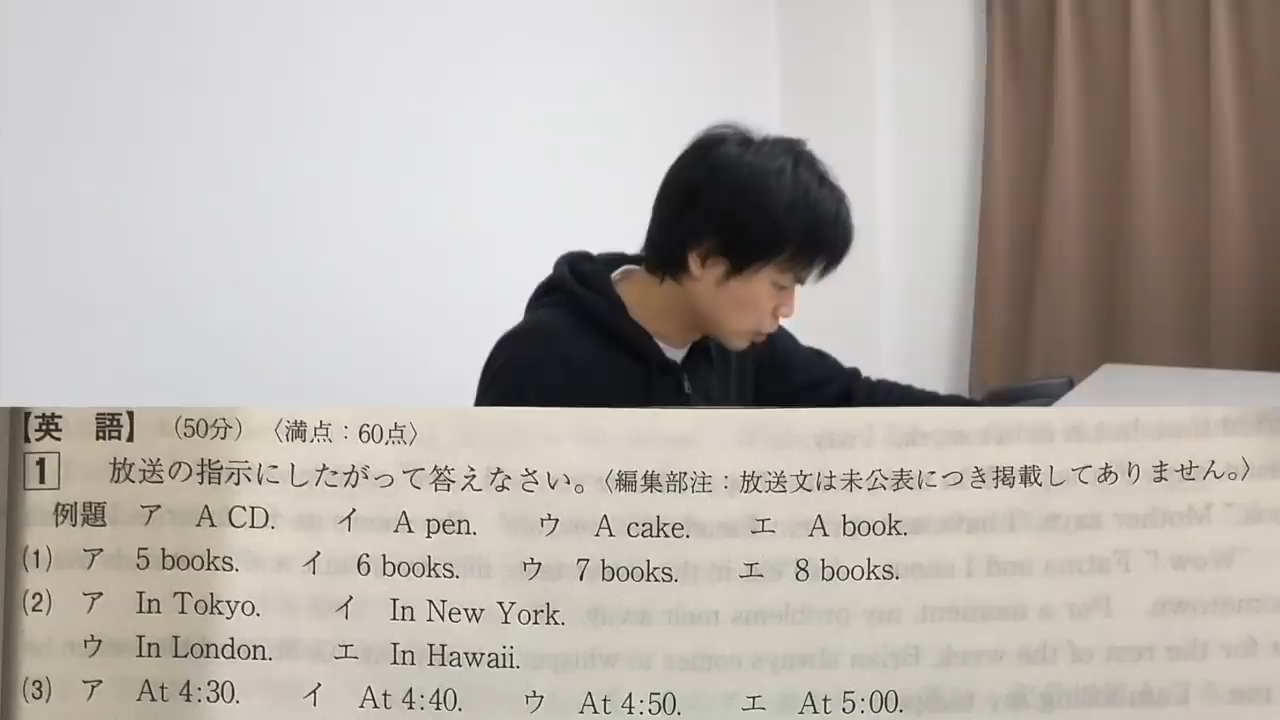 【英　語】（50分）〈満点：60点〉
1　放送の指示にしたがって答えなさい。〈編集部注：放送文は未公表につき掲載してありません。〉
例題　ア　A CD.　イ　A pen.　ウ　A cake.　エ　A book.
(1)　ア　5 books.　イ　6 books.　ウ　7 books.　エ　8 books.
(2)　ア　In Tokyo.　イ　In New York.
ウ　In London.　エ　In Hawaii.
(3)　ア　At 4:30.　イ　At 4:40.　ウ　At 4:50.　エ　At 5:00.